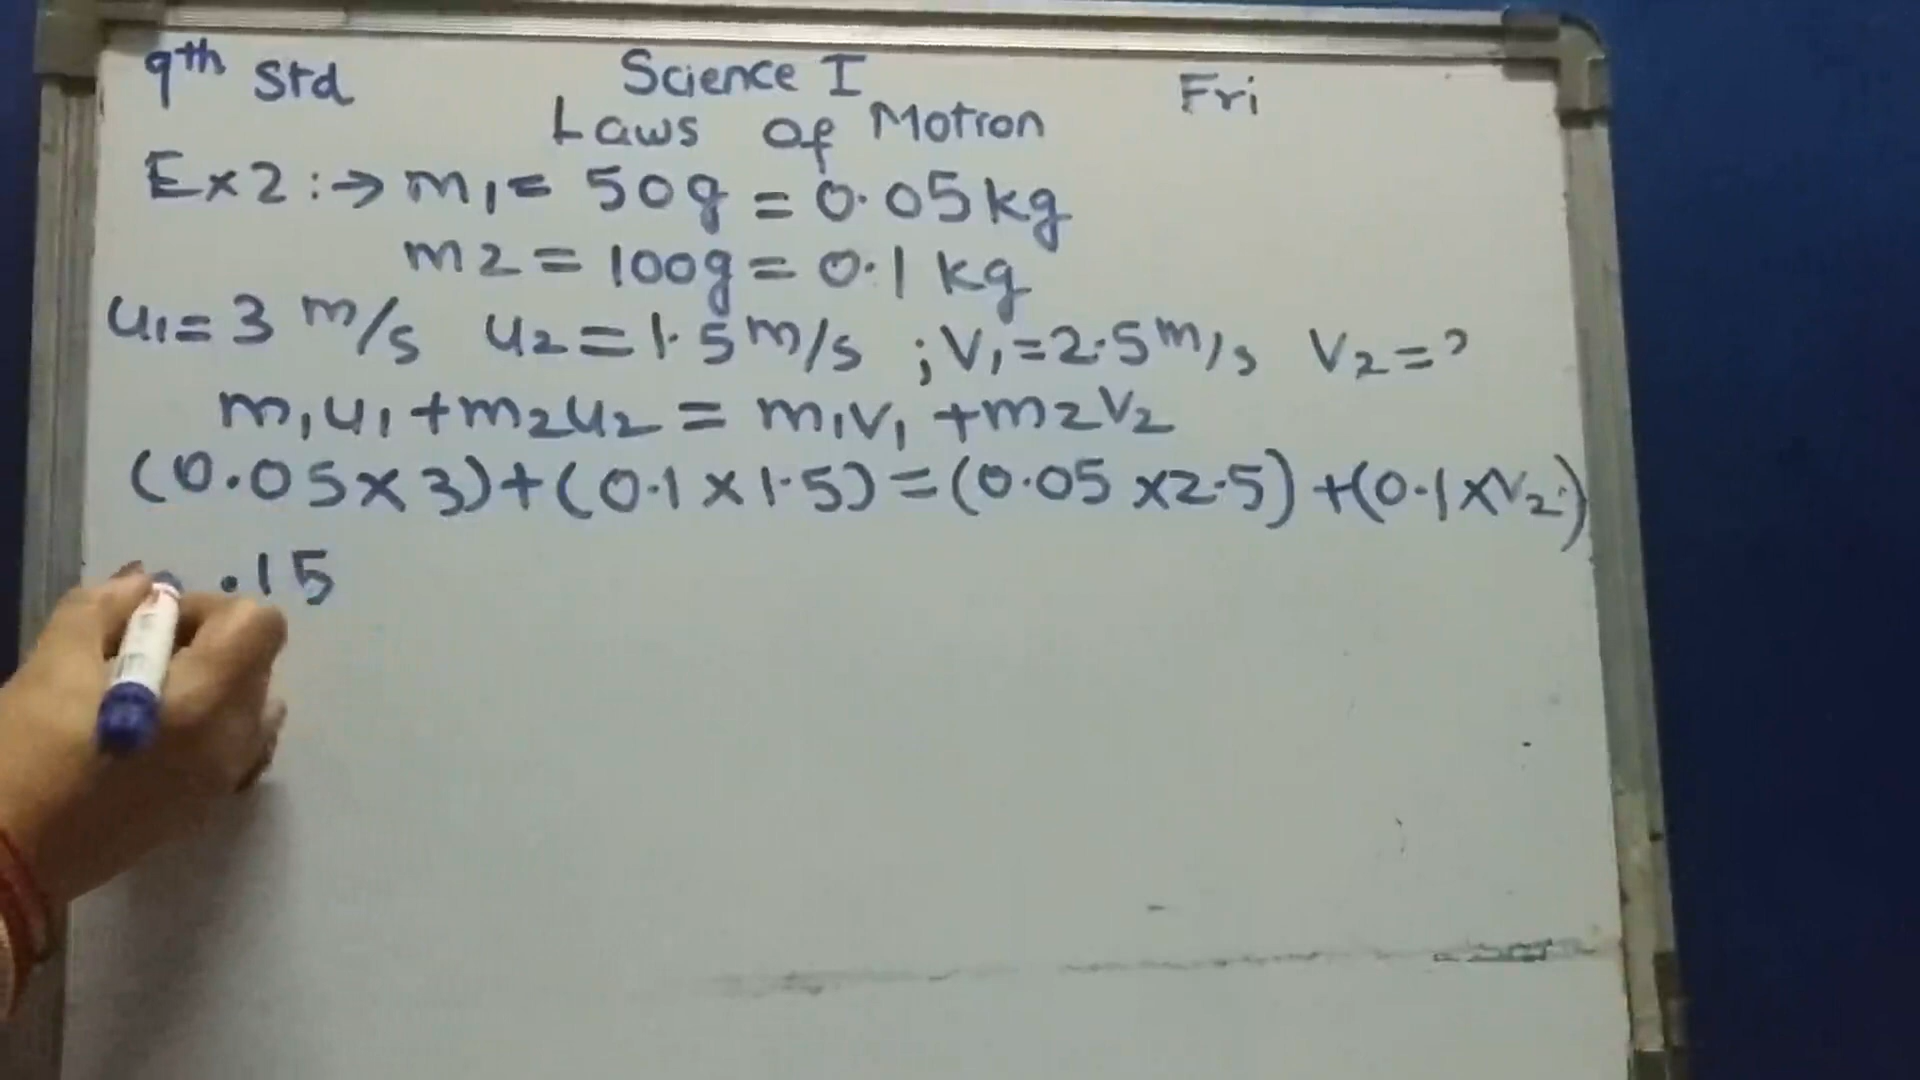 9th Std Science I Fri
Laws of Motion
Ex2 :→ m1 = 50g = 0.05kg
m2 = 100g = 0.1 kg
u1 = 3 m/s u2 = 1.5 m/s ; v1 = 2.5 m/s v2 = ?
m1u1 + m2u2 = m1v1 + m2v2
(0.05 x 3) + (0.1 x 1.5) = (0.05 x 2.5) + (0.1 x v2)
.15